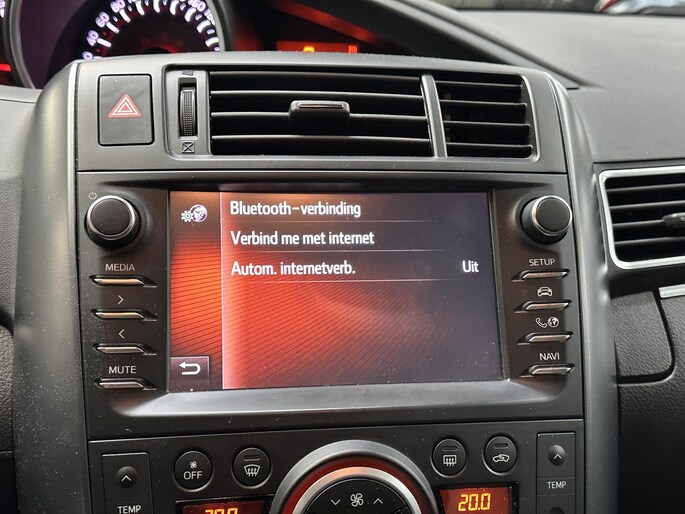 Bluetooth-verbinding
Verbind me met internet
Autom. internetverb. Uit
MEDIA
MUTE
SETUP
NAVI
OFF
TEMP
TEMP
20.0